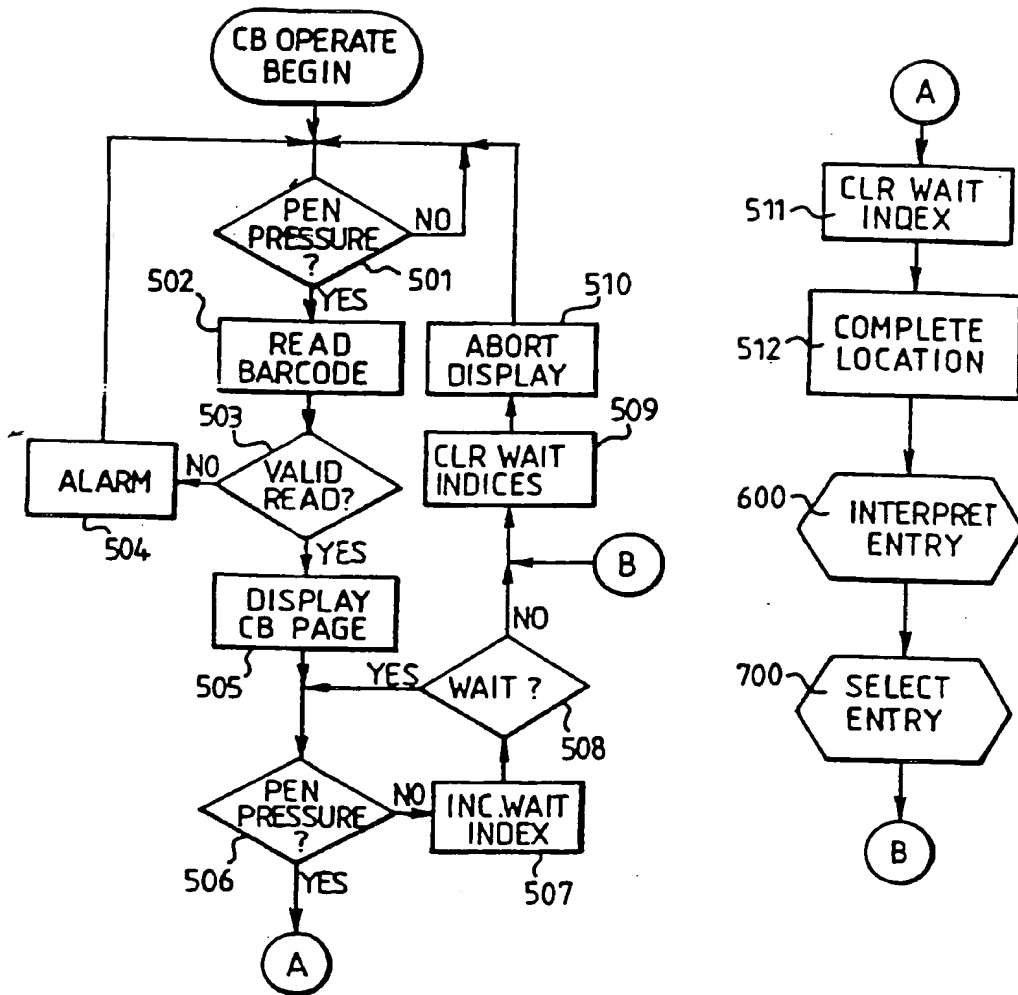 CB OPERATE
BEGIN
PEN
PRESSURE
?
NO
501
YES
502
READ
BARCODE
503
VALID
READ?
NO
ALARM
504
YES
DISPLAY
CB PAGE
505
PEN
PRESSURE
?
506
NO
YES
A
INC.WAIT
INDEX
507
WAIT ?
508
YES
NO
B
CLR WAIT
INDICES
509
ABORT
DISPLAY
510
A
CLR WAIT
INDEX
511
COMPLETE
LOCATION
512
INTERPRET
ENTRY
600
SELECT
ENTRY
700
B